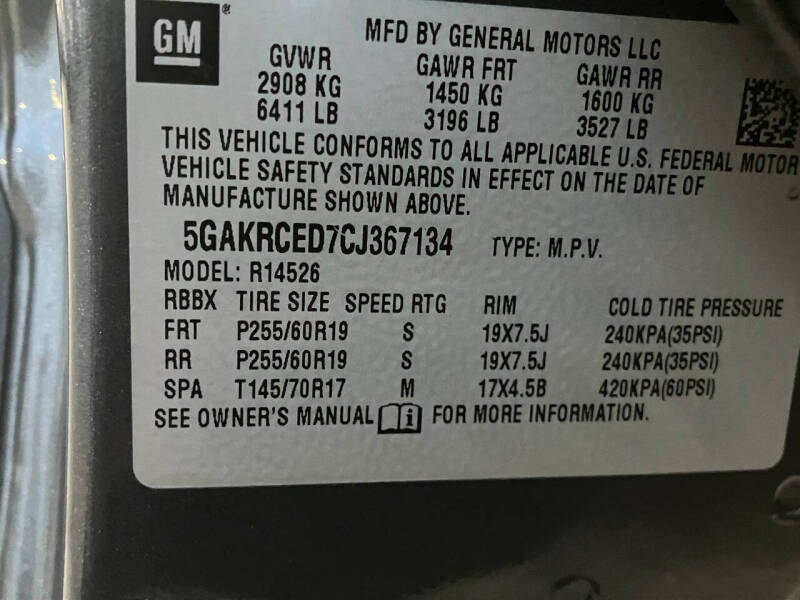 GM®
MFD BY GENERAL MOTORS LLC
GVWR GAWR FRT GAWR RR
2908 KG 1450 KG 1600 KG
6411 LB 3196 LB 3527 LB
THIS VEHICLE CONFORMS TO ALL APPLICABLE U.S. FEDERAL MOTOR
VEHICLE SAFETY STANDARDS IN EFFECT ON THE DATE OF
MANUFACTURE SHOWN ABOVE.
5GAKRCED7CJ367134 TYPE: M.P.V.
MODEL: R14526
RBBX TIRE SIZE SPEED RTG RIM COLD TIRE PRESSURE
FRT P255/60R19 S 19X7.5J 240KPA(35PSI)
RR P255/60R19 S 19X7.5J 240KPA(35PSI)
SPA T145/70R17 M 17X4.5B 420KPA(60PSI)
SEE OWNER'S MANUAL i FOR MORE INFORMATION.